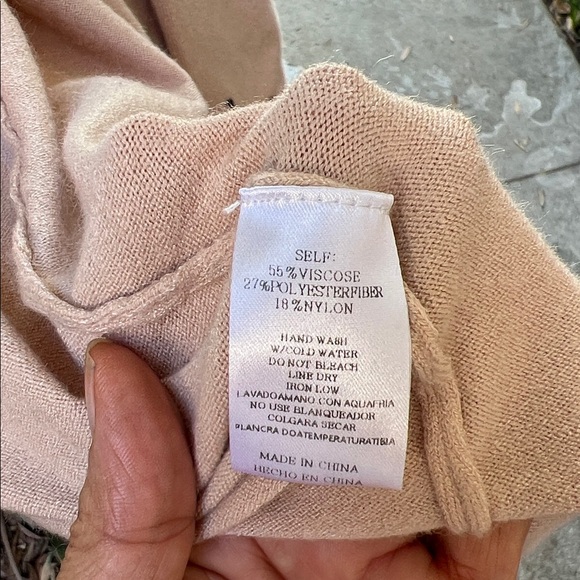 SELF:
55%VISCOSE
27%POLYESTERFIBER
18%NYLON
HAND WASH
W/COLD WATER
DO NOT BLEACH
LINE DRY
IRON LOW
LAVADOAMANO CON AQUAFRIA
NO USE BLANQUEADOR
COLGARA SECAR
PLANCRA DOATEMPERATURATIBIA
MADE IN CHINA
HECHO EN CHINA